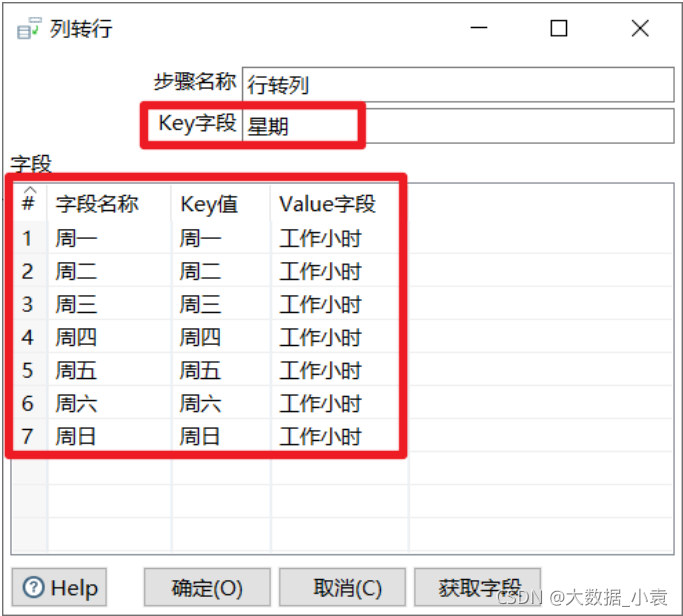 列转行
步骤名称 行转列
Key字段 星期
字段
# 字段名称 Key值 Value字段
1 周一 周一 工作小时
2 周二 周二 工作小时
3 周三 周三 工作小时
4 周四 周四 工作小时
5 周五 周五 工作小时
6 周六 周六 工作小时
7 周日 周日 工作小时
Help 确定(O) 取消(C) 获取字段
CSDN @大数据_小袁